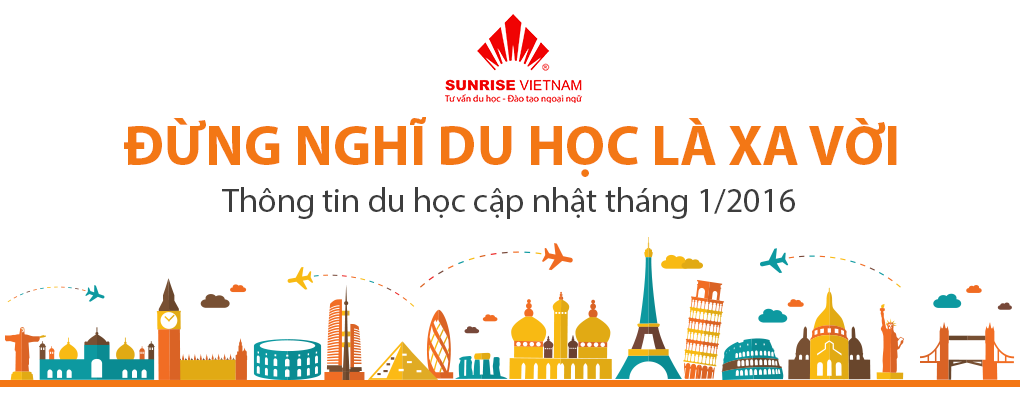 SUNRISE VIETNAM
Tư vấn du học - Đào tạo ngoại ngữ
ĐỪNG NGHĨ DU HỌC LÀ XA VỜI
Thông tin du học cập nhật tháng 1/2016